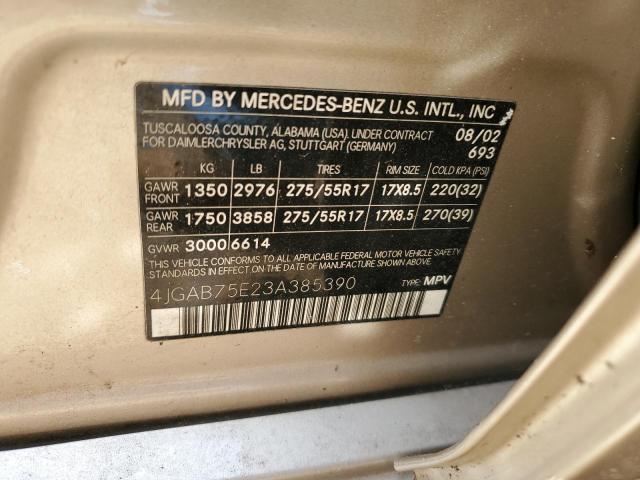 MFD BY MERCEDES-BENZ U.S. INTL., INC
TUSCALOOSA COUNTY, ALABAMA (USA). UNDER CONTRACT 08/02
FOR DAIMLERCHRYSLER AG, STUTTGART (GERMANY) 693
KG LB TIRES RIM SIZE COLD KPA (PSI)
GAWR FRONT 1350 2976 275/55R17 17X8.5 220(32)
GAWR REAR 1750 3858 275/55R17 17X8.5 270(39)
GVWR 3000 6614
THIS VEHICLE CONFORMS TO ALL APPLICABLE FEDERAL MOTOR VEHICLE SAFETY
STANDARDS IN EFFECT ON THE DATE OF MANUFACTURE SHOWN ABOVE.
4JGAB75E23A385390 TYPE: MPV